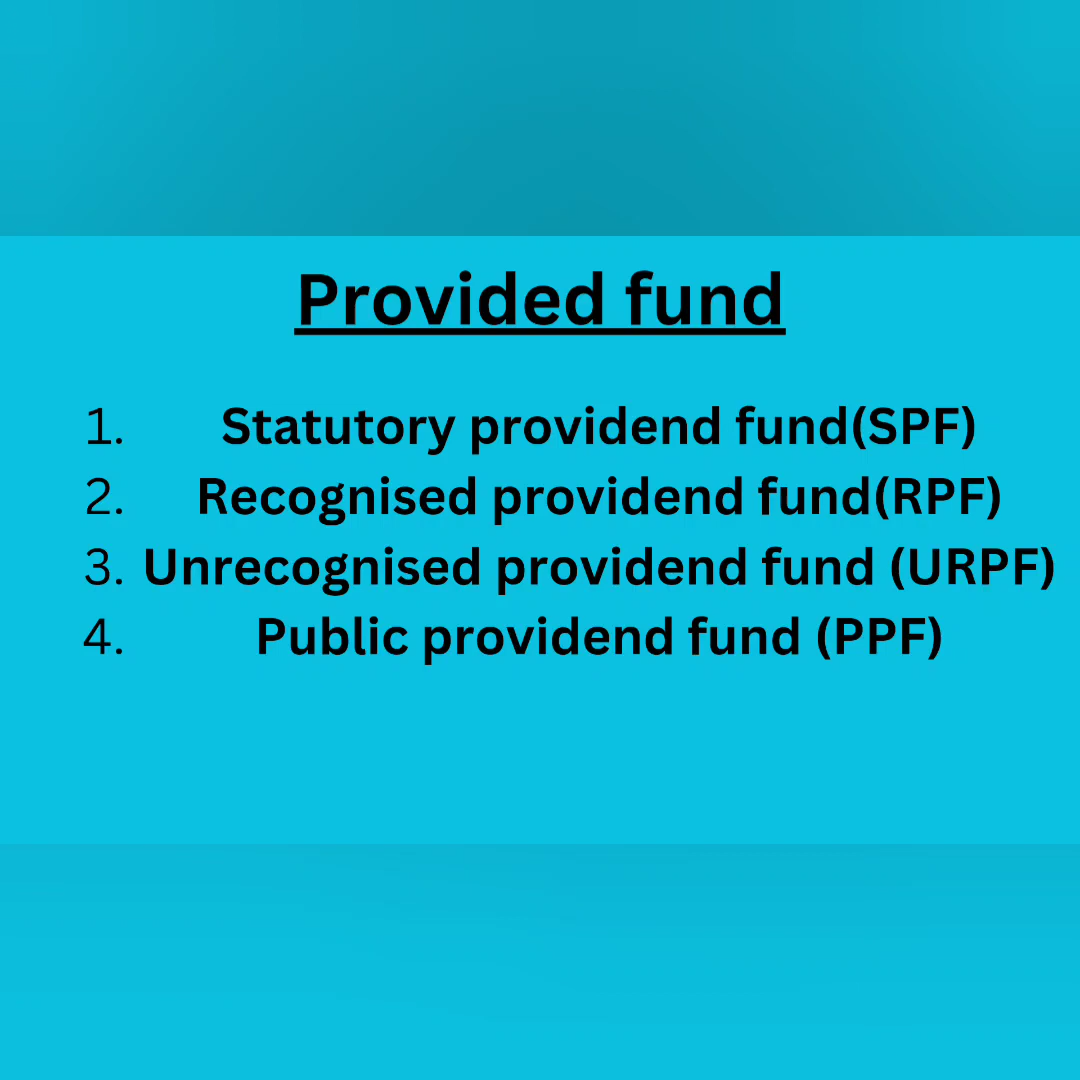 Provided fund
1. Statutory providend fund(SPF)
2. Recognised providend fund(RPF)
3. Unrecognised providend fund (URPF)
4. Public providend fund (PPF)